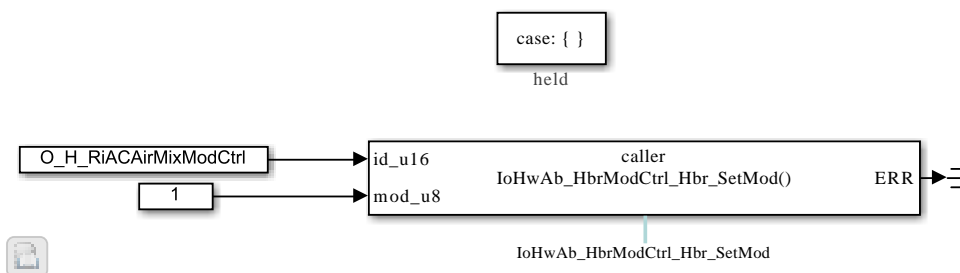 case: { }
held
O_H_RiACAirMixModCtrl
id_u16
caller
1
mod_u8
IoHwAb_HbrModCtrl_Hbr_SetMod()
ERR
IoHwAb_HbrModCtrl_Hbr_SetMod